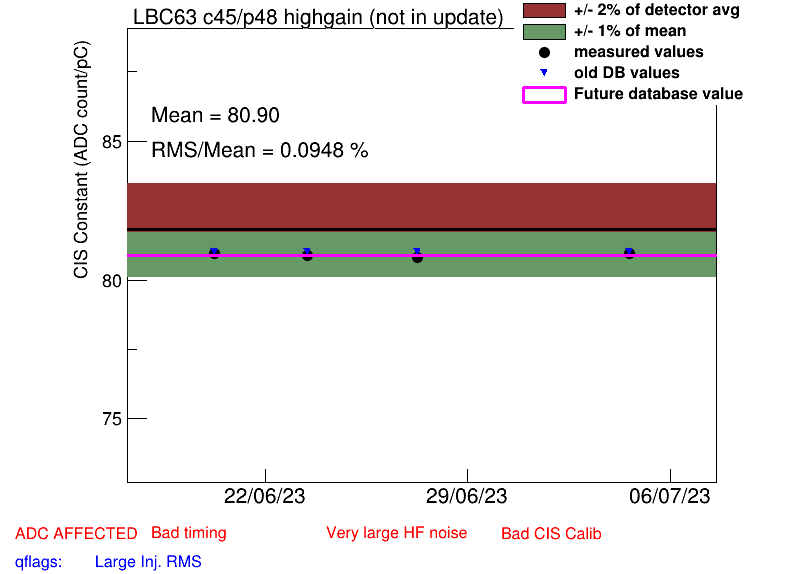 LBC63 c45/p48 highgain (not in update)
+/- 2% of detector avg
+/- 1% of mean
measured values
old DB values
Future database value
CIS Constant (ADC count/pC)
Mean = 80.90
RMS/Mean = 0.0948 %
85
80
75
22/06/23 29/06/23 06/07/23
ADC AFFECTED Bad timing Very large HF noise Bad CIS Calib
qflags: Large Inj. RMS